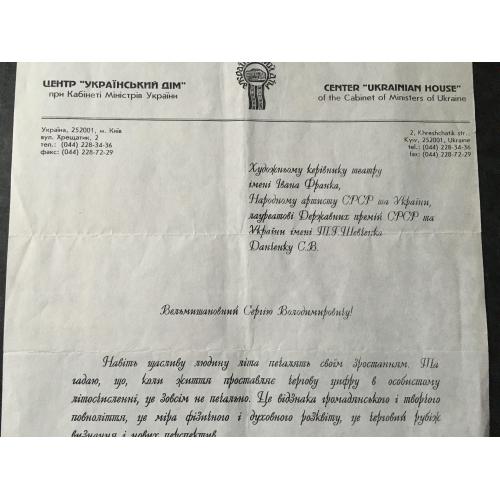 ЦЕНТР "УКРАЇНСЬКИЙ ДІМ"
при Кабінеті Міністрів України
CENTER "UKRAINIAN HOUSE"
of the Cabinet of Ministers of Ukraine
Україна, 252001, м. Київ
вул. Хрещатик, 2
тел.: (044) 228-34-36
факс: (044) 228-72-29
2, Khreshchatik str.,
Kyiv, 252001, Ukraine
tel.: (044) 228-34-36
fax: (044) 228-72-29
Художньому керівнику театру
імені Івана Франка,
Народному артисту СРСР та України,
лауреатові Державних премій СРСР та
України імені Т.Г.Шевченка
Данченку С.В.
Вельмишановний Сергію Володимировичу!
Навіть щасливу людину літа печалять своїм зростанням. Та
гадаю, що, коли життя проставляє чергову цифру в особистому
літочисленні, це зовсім не печально. Це відзнака громадянського і творчого
повноліття, це міра фізичного і духовного розквіту, це черговий рубіж
визнання і нових перспектив.